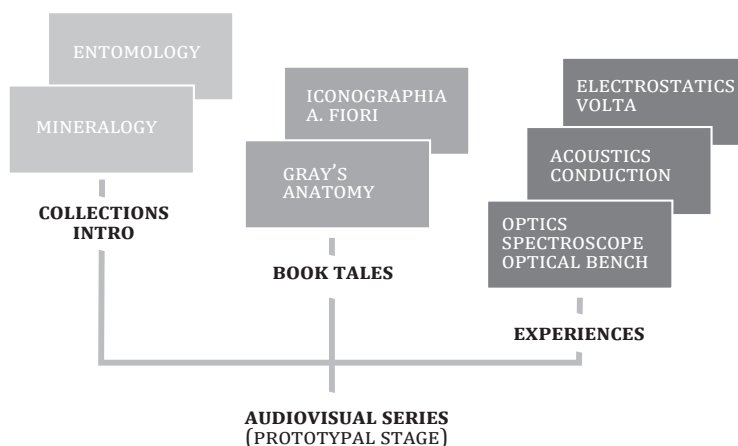 ENTOMOLOGY
MINERALOGY
COLLECTIONS
INTRO
ICONOGRAPHIA
A. FIORI
GRAY'S
ANATOMY
BOOK TALES
ELECTROSTATICS
VOLTA
ACOUSTICS
CONDUCTION
OPTICS
SPECTROSCOPE
OPTICAL BENCH
EXPERIENCES
AUDIOVISUAL SERIES
(PROTOTYPAL STAGE)